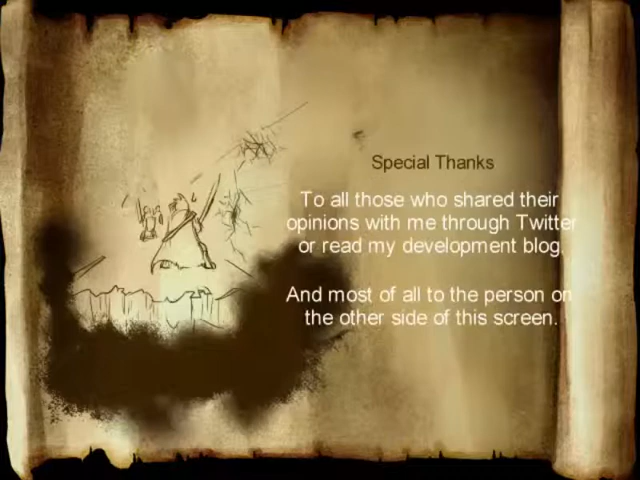 Special Thanks
To all those who shared their
opinions with me through Twitter
or read my development blog.
And most of all to the person on
the other side of this screen.